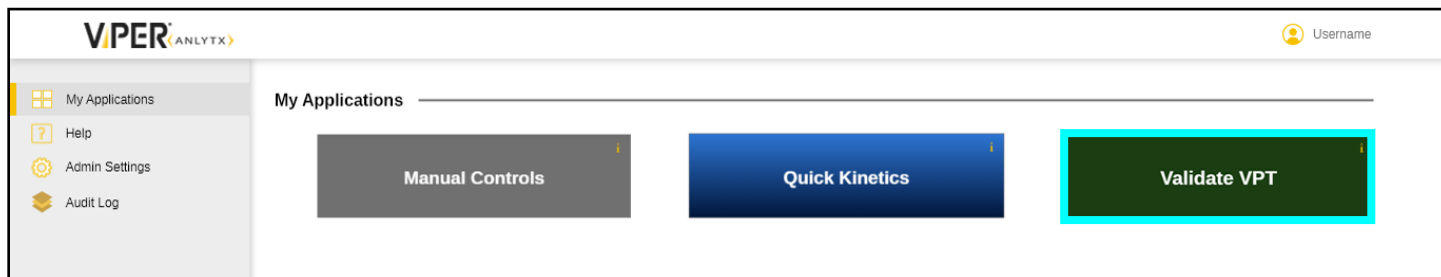 ViPER (ANLYTX)
Username
My Applications
Help
Admin Settings
Audit Log
My Applications
Manual Controls
i
Quick Kinetics
i
Validate VPT
i